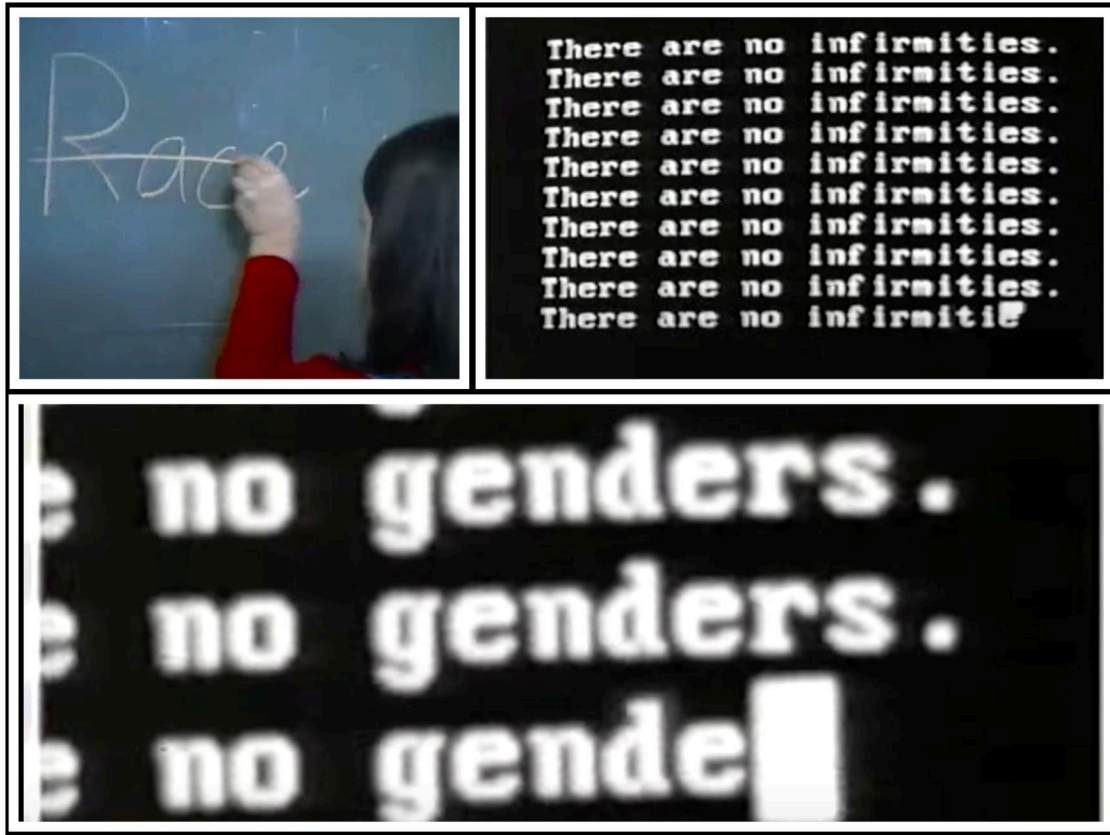 Race
There are no infirmities.
There are no infirmities.
There are no infirmities.
There are no infirmities.
There are no infirmities.
There are no infirmities.
There are no infirmities.
There are no infirmities.
There are no infirmities.
There are no infirmitie
e no genders.
e no genders.
e no gende